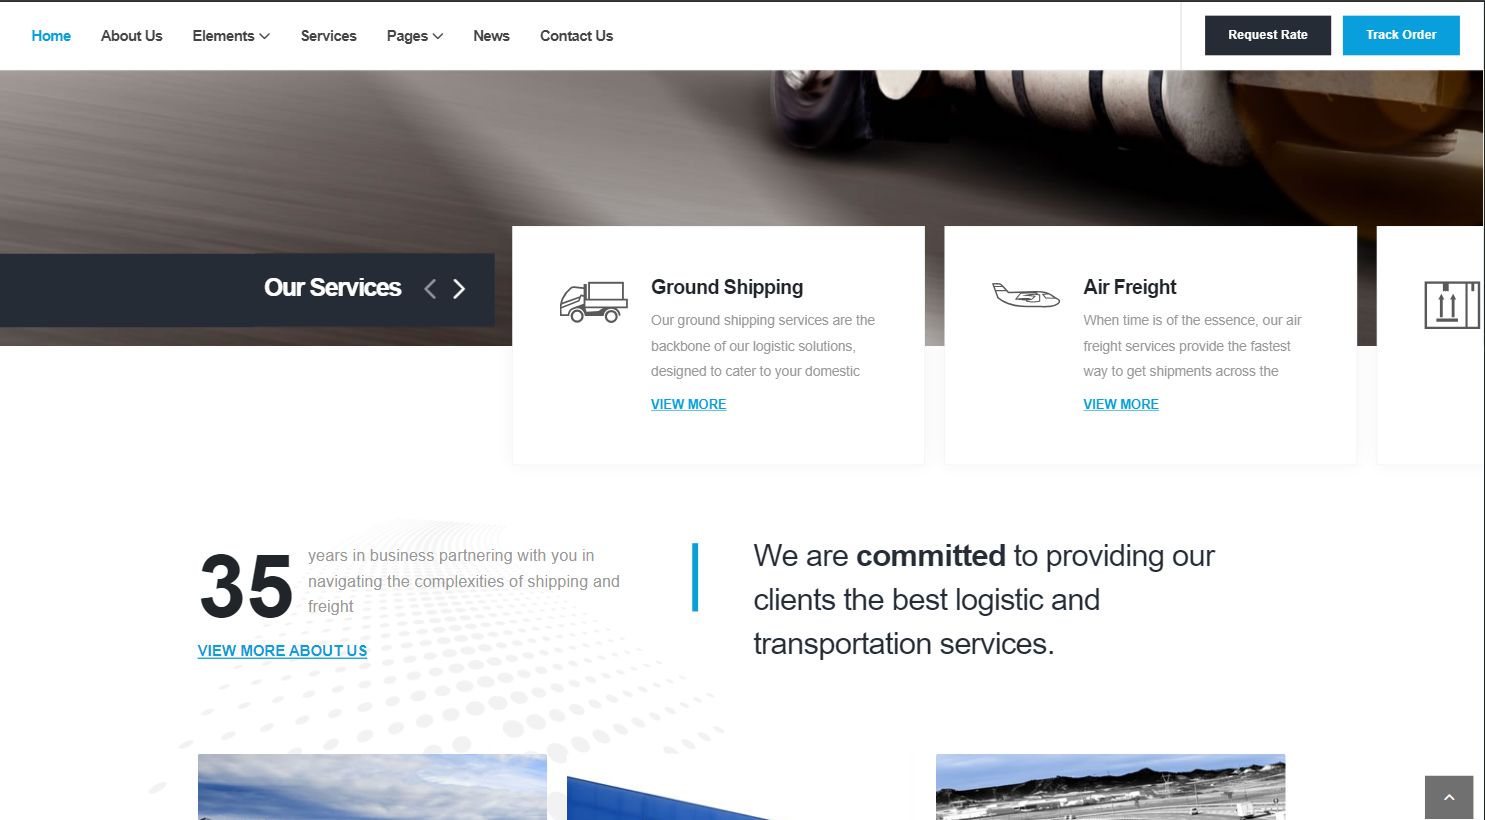 Home About Us Elements Services Pages News Contact Us Request Rate Track Order
Our Services
Ground Shipping
Our ground shipping services are the
backbone of our logistic solutions,
designed to cater to your domestic
VIEW MORE
Air Freight
When time is of the essence, our air
freight services provide the fastest
way to get shipments across the
VIEW MORE
35
years in business partnering with you in
navigating the complexities of shipping and
freight
VIEW MORE ABOUT US
We are committed to providing our
clients the best logistic and
transportation services.